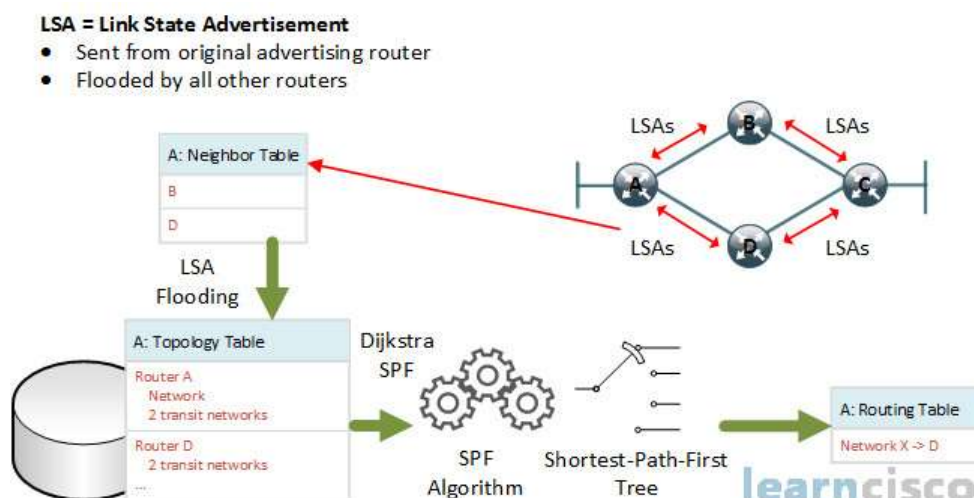 LSA = Link State Advertisement
• Sent from original advertising router
• Flooded by all other routers
A: Neighbor Table
B
D
LSAs
B
LSAs
A
C
LSAs
D
LSAs
LSA
Flooding
A: Topology Table
Router A
Network
2 transit networks
Router D
2 transit networks
...
Dijkstra
SPF
SPF
Algorithm
Shortest-Path-First
Tree
A: Routing Table
Network X -> D
learncisco